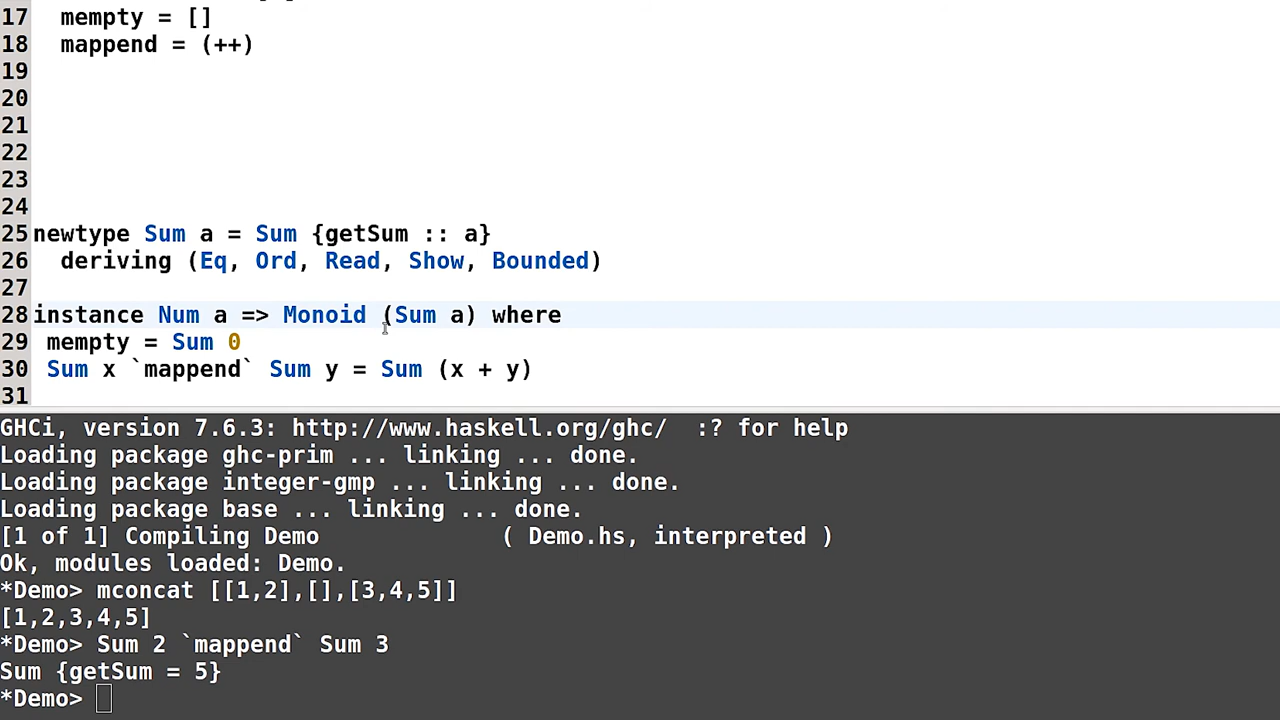 17  mempty = []
18  mappend = (++)
19
20
21
22
23
24
25 newtype Sum a = Sum {getSum :: a}
26  deriving (Eq, Ord, Read, Show, Bounded)
27
28 instance Num a => Monoid (Sum a) where
29  mempty = Sum 0
30  Sum x `mappend` Sum y = Sum (x + y)
31
GHCi, version 7.6.3: http://www.haskell.org/ghc/  :? for help
Loading package ghc-prim ... linking ... done.
Loading package integer-gmp ... linking ... done.
Loading package base ... linking ... done.
[1 of 1] Compiling Demo             ( Demo.hs, interpreted )
Ok, modules loaded: Demo.
*Demo> mconcat [[1,2],[],[3,4,5]]
[1,2,3,4,5]
*Demo> Sum 2 `mappend` Sum 3
Sum {getSum = 5}
*Demo>